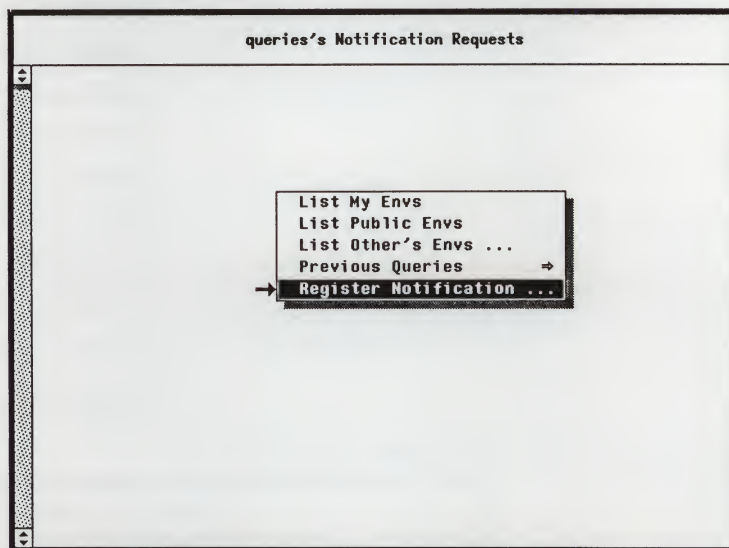 queries's Notification Requests
List My Envs
List Public Envs
List Other's Envs ...
Previous Queries ⇒
Register Notification ...